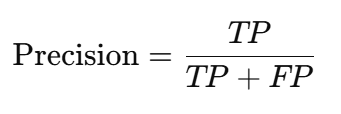 Precision = TP / TP + FP